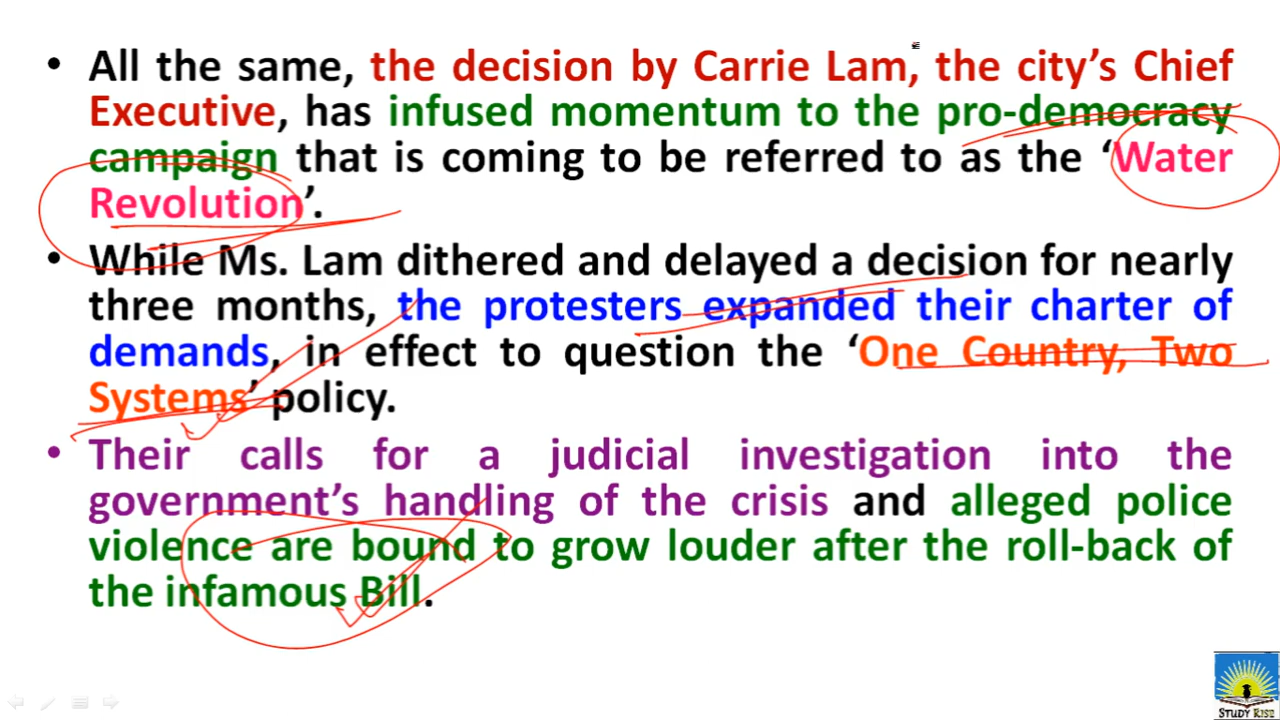 • All the same, the decision by Carrie Lam, the city's Chief
Executive, has infused momentum to the pro-democracy
campaign that is coming to be referred to as the 'Water
Revolution'.
• While Ms. Lam dithered and delayed a decision for nearly
three months, the protesters expanded their charter of
demands, in effect to question the 'One Country, Two
Systems' policy.
• Their calls for a judicial investigation into the
government's handling of the crisis and alleged police
violence are bound to grow louder after the roll-back of
the infamous Bill.
STUDY RISE